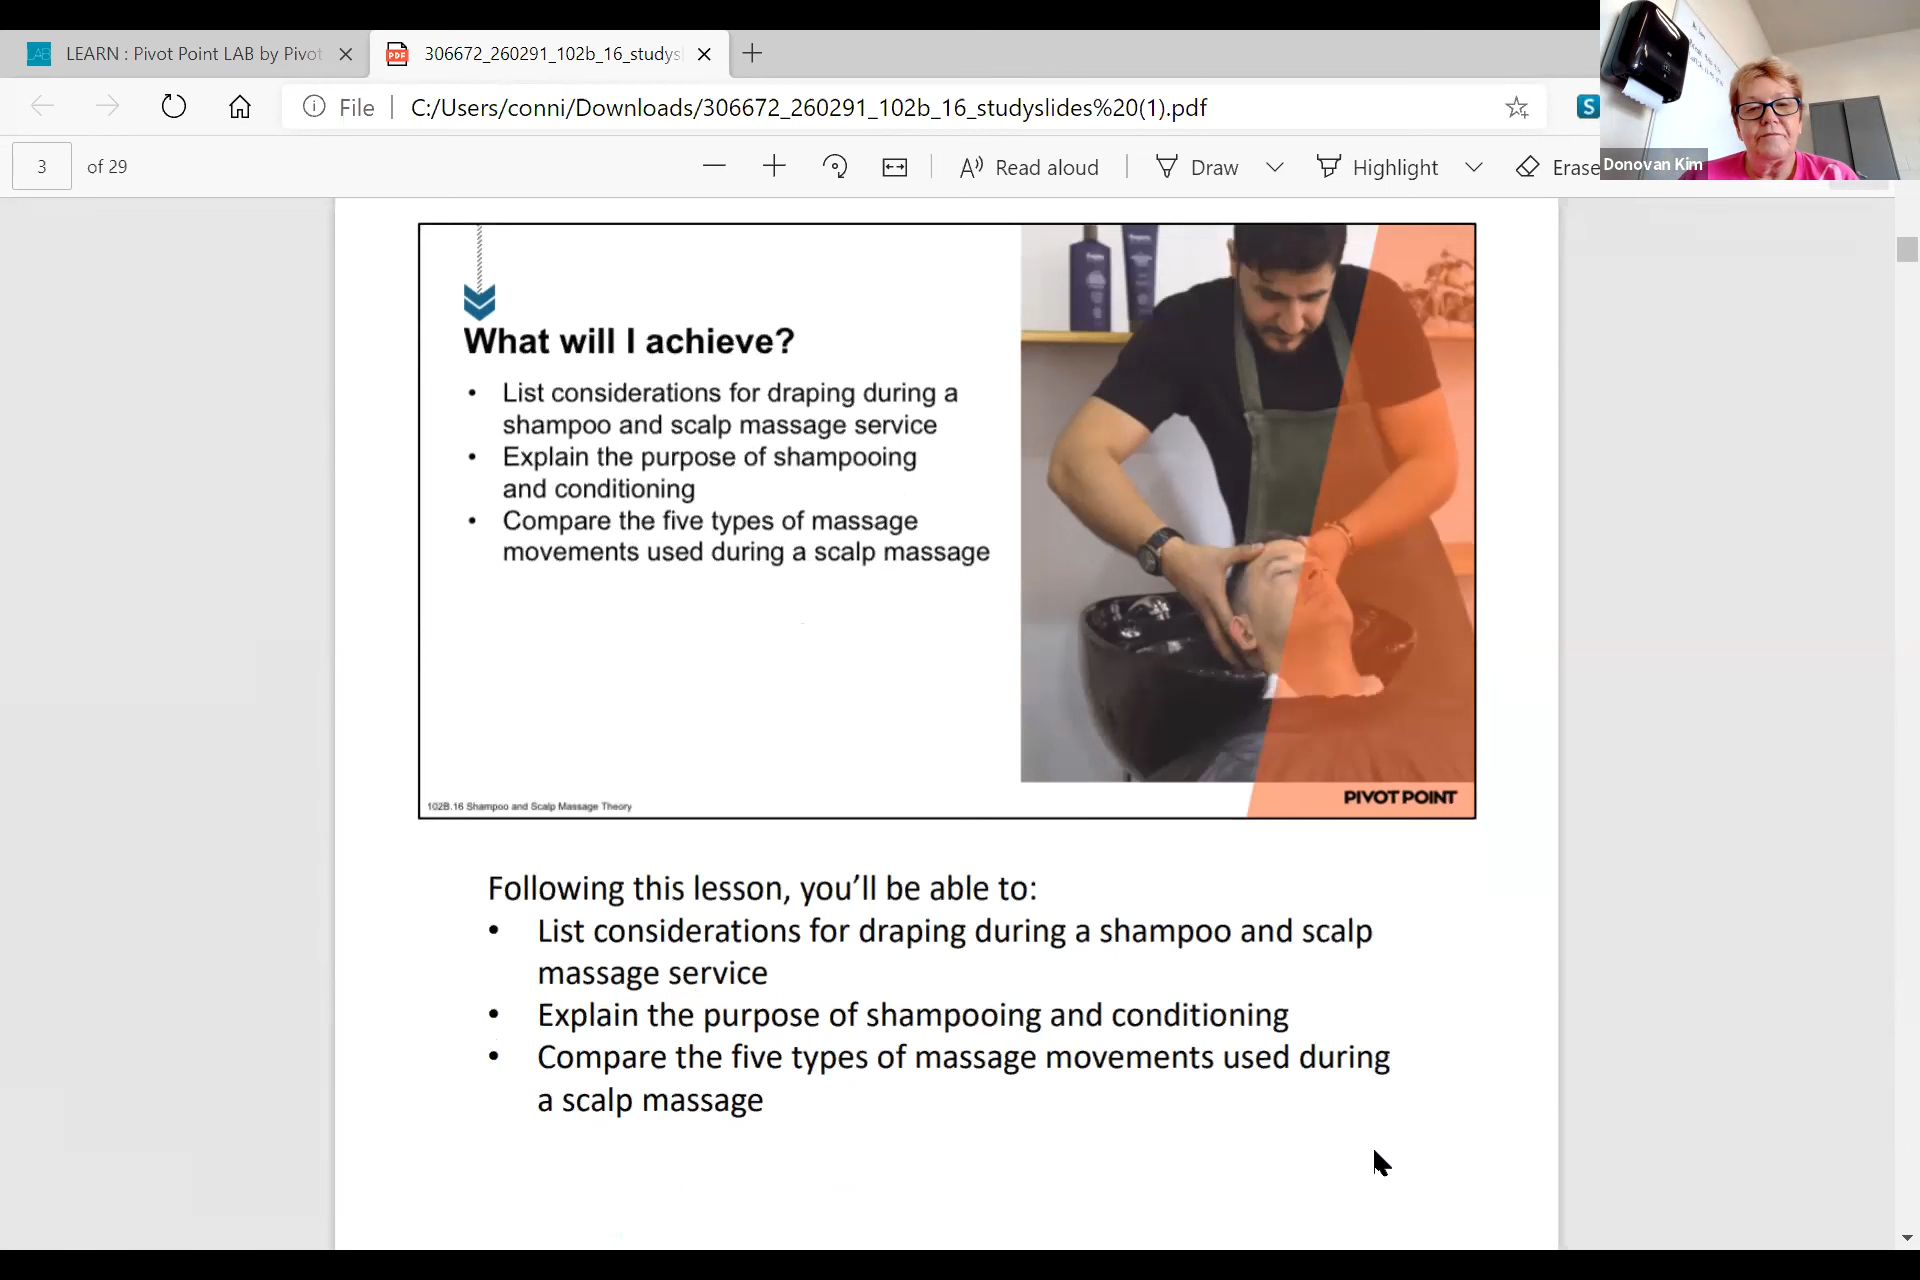 LEARN : Pivot Point LAB by Pivot
306672_260291_102b_16_studys
File
C:/Users/conni/Downloads/306672_260291_102b_16_studyslides%20(1).pdf
3 of 29
Read aloud
Draw
Highlight
Erase
Donovan Kim
What will I achieve?
• List considerations for draping during a
shampoo and scalp massage service
• Explain the purpose of shampooing
and conditioning
• Compare the five types of massage
movements used during a scalp massage
102B.16 Shampoo and Scalp Massage Theory
PIVOT POINT
Following this lesson, you’ll be able to:
• List considerations for draping during a shampoo and scalp
massage service
• Explain the purpose of shampooing and conditioning
• Compare the five types of massage movements used during
a scalp massage